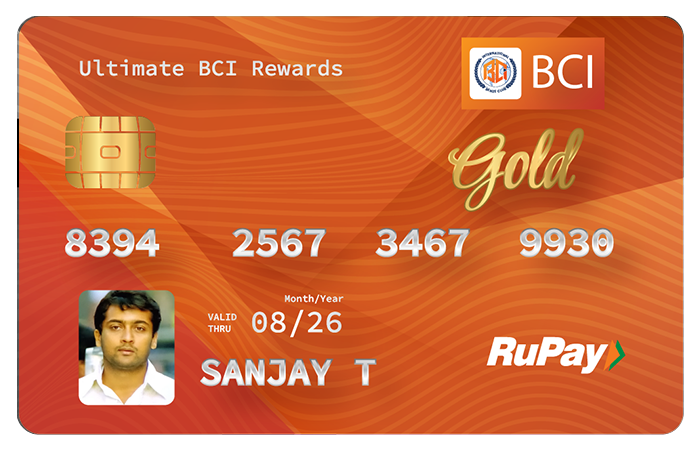 Ultimate BCI Rewards
BCI
Gold
8394 2567 3467 9930
Month/Year
VALID THRU 08/26
SANJAY T
RuPay